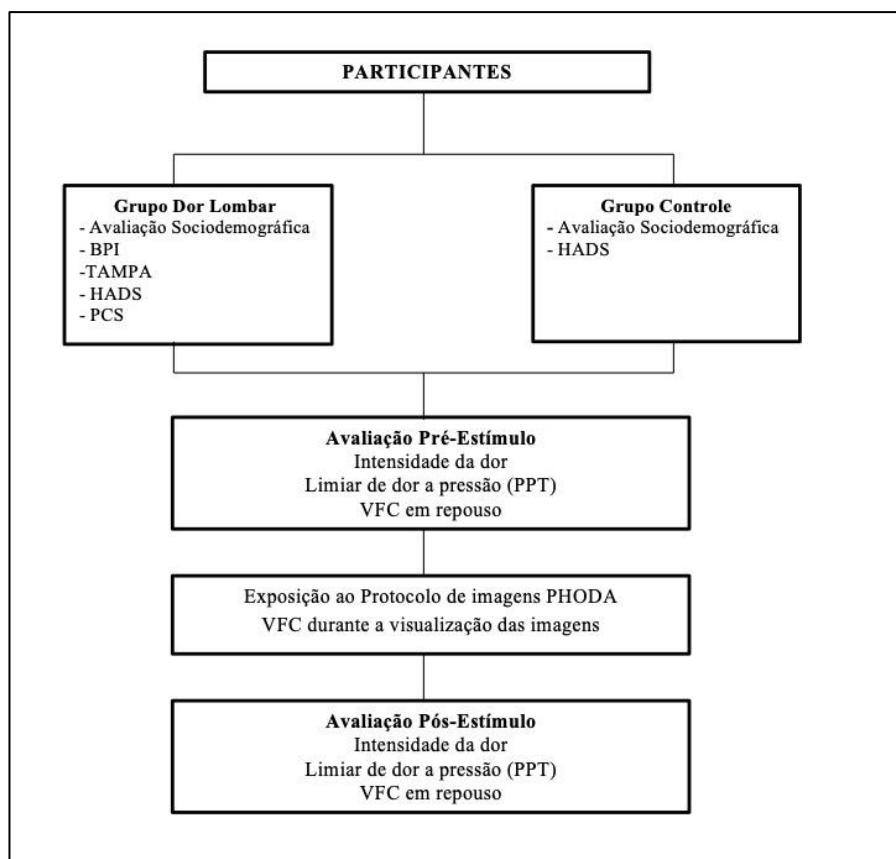 PARTICIPANTES
Grupo Dor Lombar
- Avaliação Sociodemográfica
- BPI
-TAMPA
- HADS
- PCS
Grupo Controle
- Avaliação Sociodemográfica
- HADS
Avaliação Pré-Estímulo
Intensidade da dor
Limiar de dor a pressão (PPT)
VFC em repouso
Exposição ao Protocolo de imagens PHODA
VFC durante a visualização das imagens
Avaliação Pós-Estímulo
Intensidade da dor
Limiar de dor a pressão (PPT)
VFC em repouso